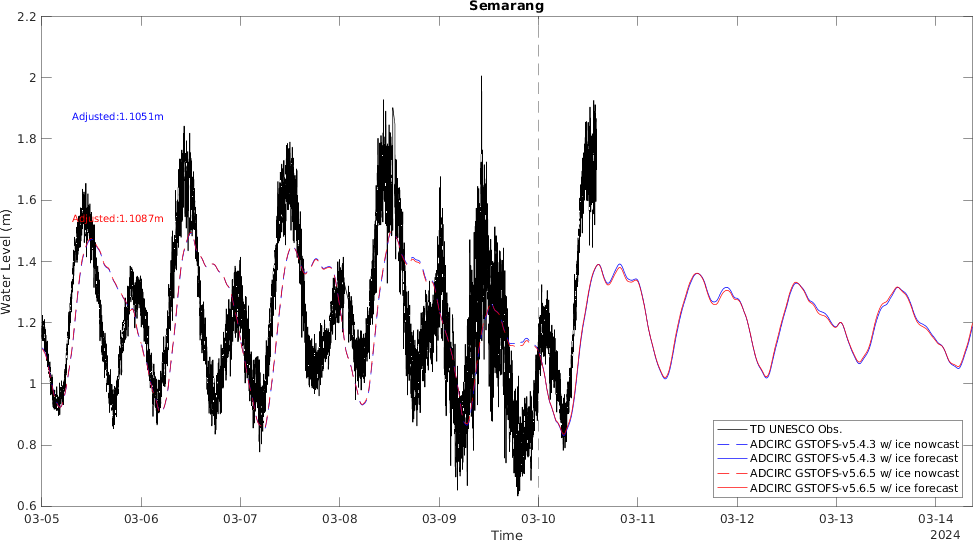 Semarang
2.2
2
1.8
1.6
1.4
1.2
1
0.8
0.6
Water Level (m)
Adjusted:1.1051m
Adjusted:1.1087m
TD UNESCO Obs.
ADCIRC GSTOFS-v5.4.3 w/ ice nowcast
ADCIRC GSTOFS-v5.4.3 w/ ice forecast
ADCIRC GSTOFS-v5.6.5 w/ ice nowcast
ADCIRC GSTOFS-v5.6.5 w/ ice forecast
03-05 03-06 03-07 03-08 03-09 03-10 03-11 03-12 03-13 03-14
Time
2024